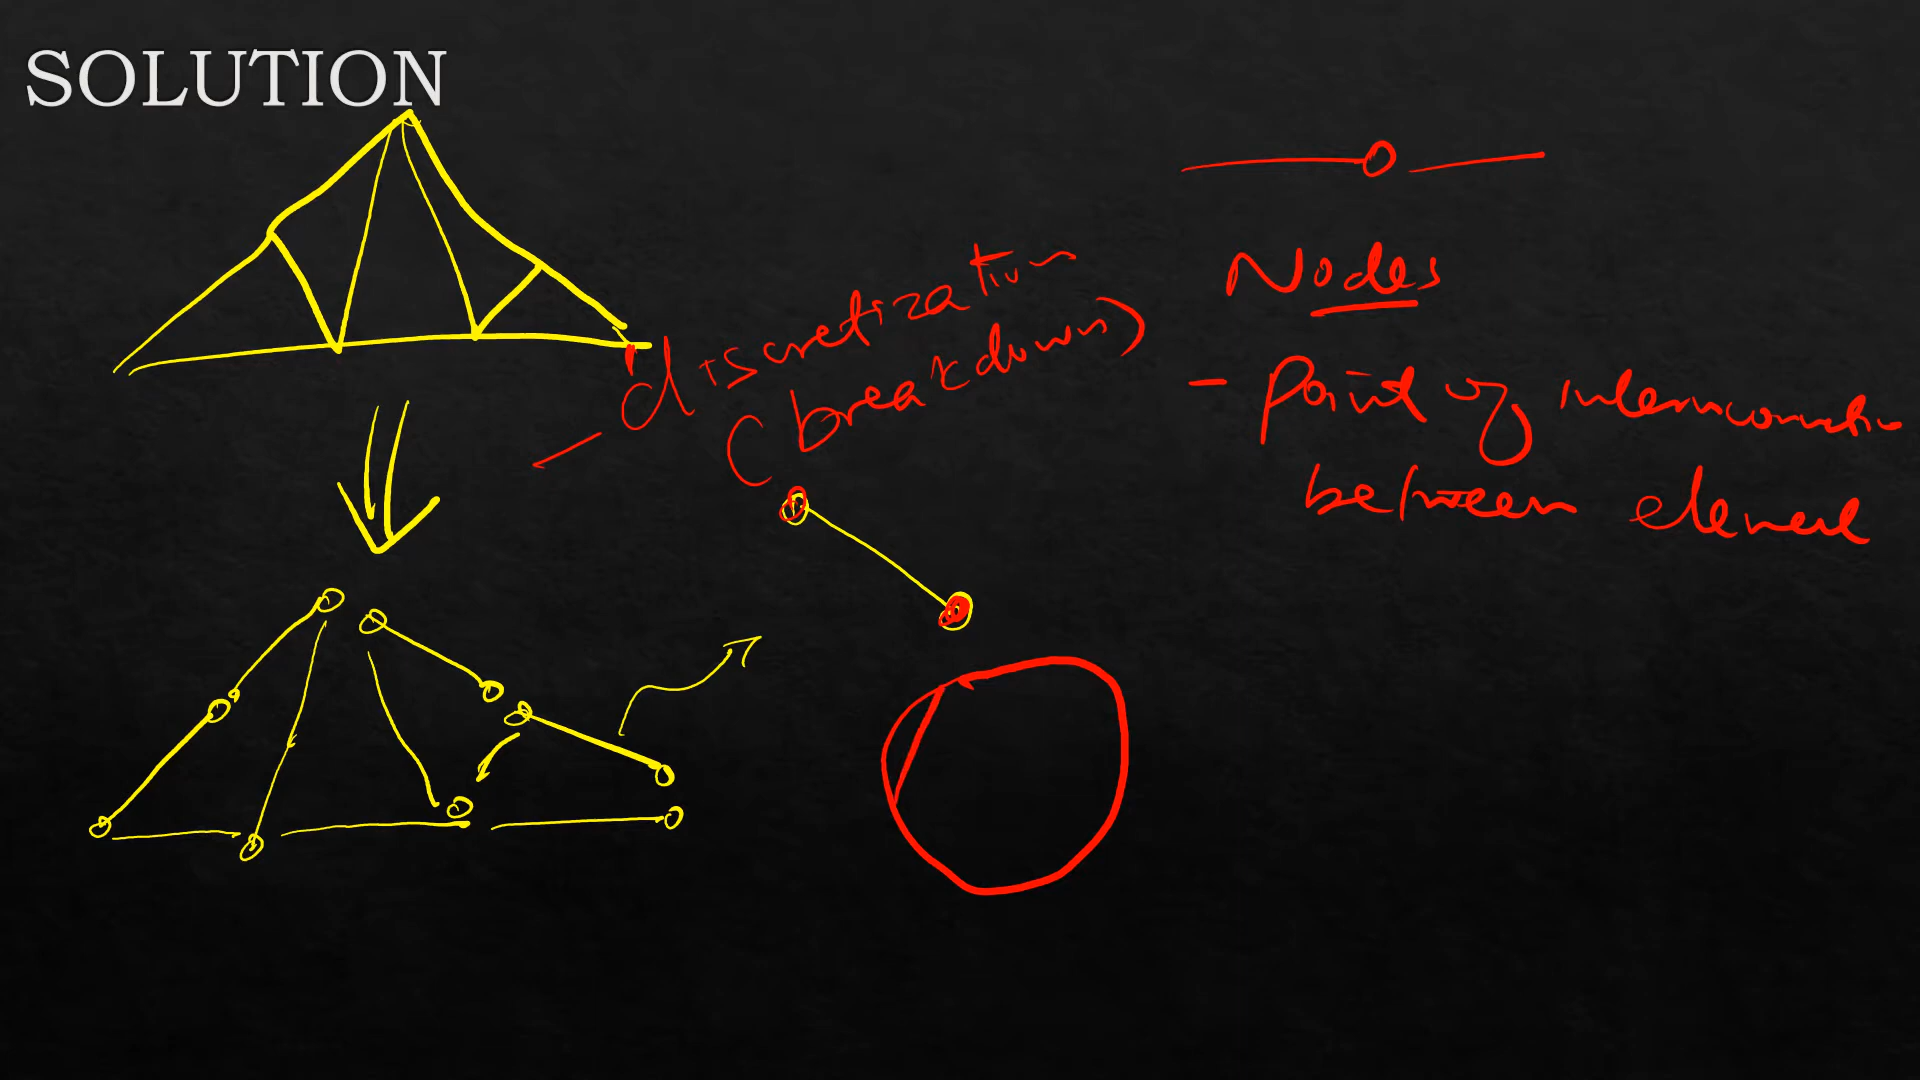 SOLUTION
discretization
(breakdown)
Nodes
- Point of interconnection
between element